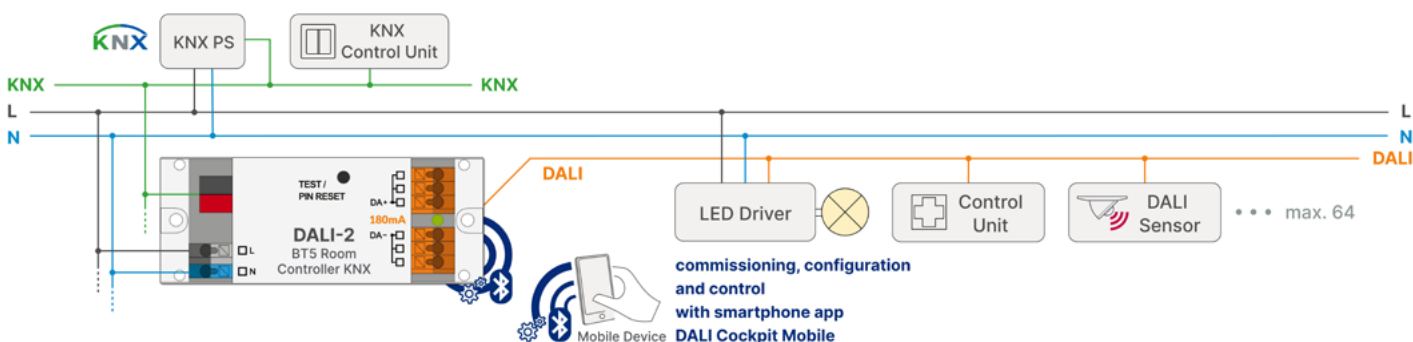 KNX
KNX PS
KNX
Control Unit
KNX
KNX
L
L
N
N
DALI
DALI
TEST /
PIN RESET
DA+
180mA
DA-
DALI-2
BT5 Room
Controller KNX
L
N
LED Driver
Control
Unit
DALI
Sensor
••• max. 64
Mobile Device
commissioning, configuration
and control
with smartphone app
DALI Cockpit Mobile